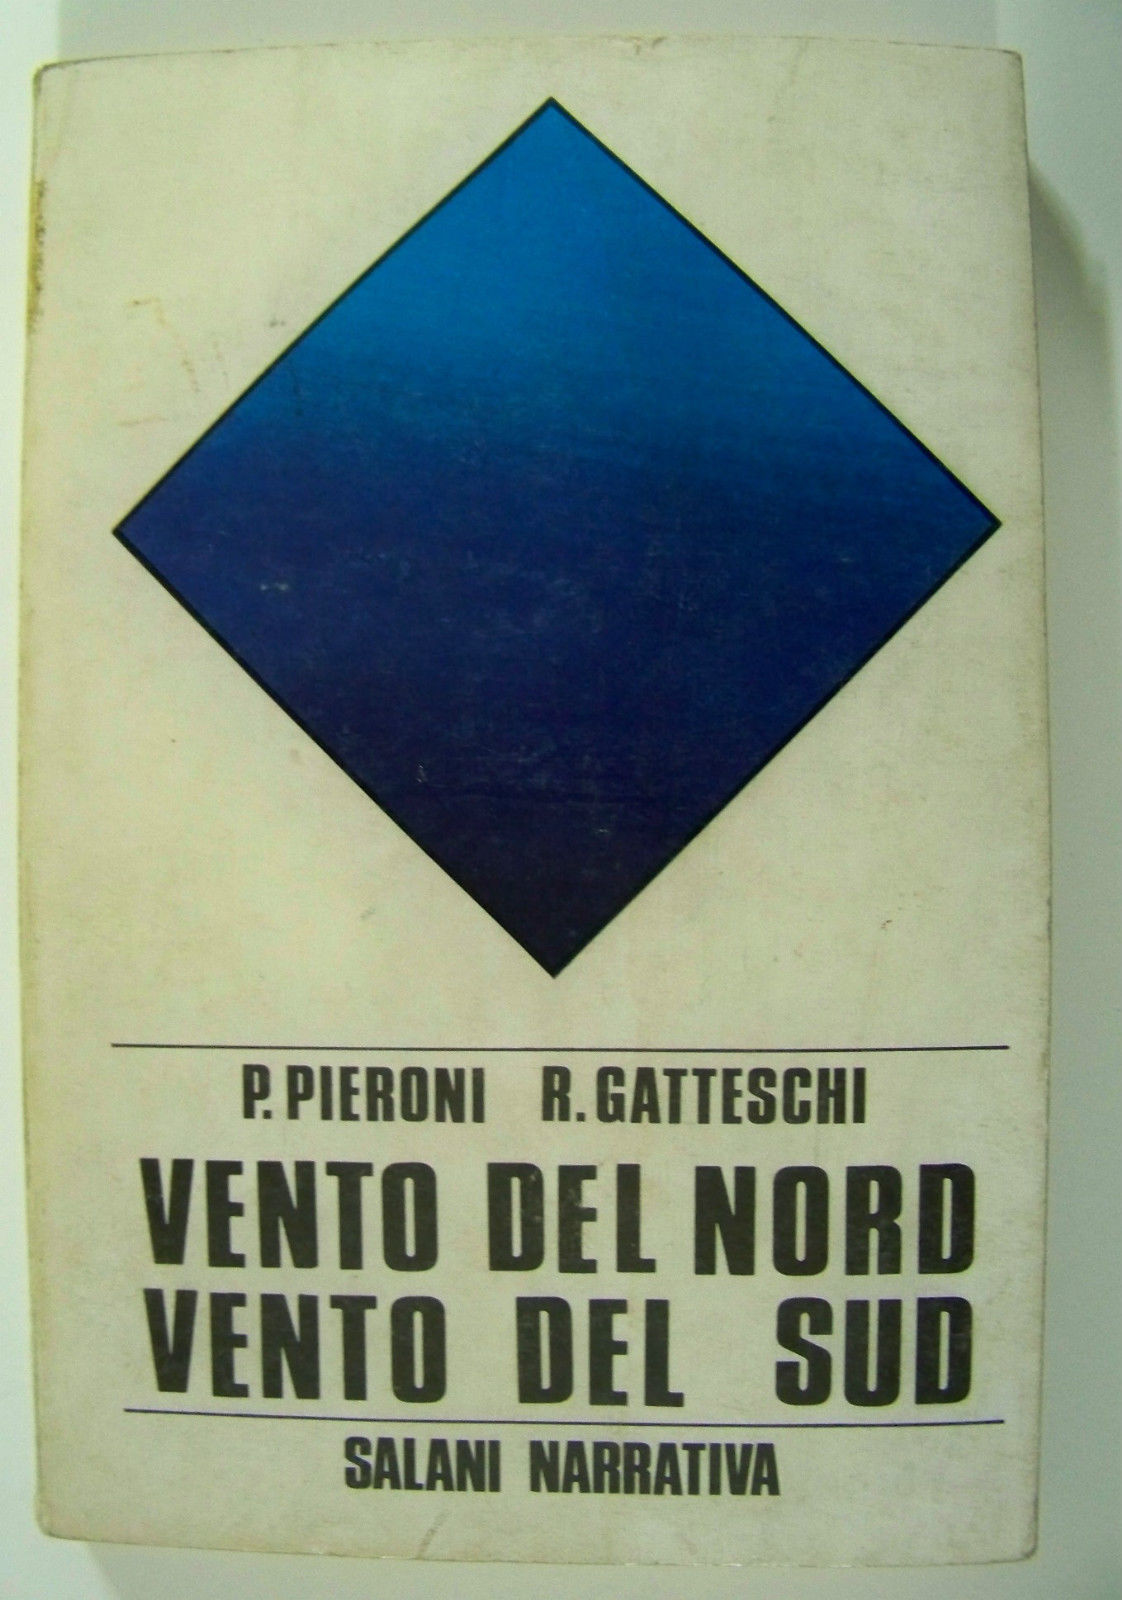 P. PIERONI R. GATTESCHI
VENTO DEL NORD
VENTO DEL SUD
SALANI NARRATIVA